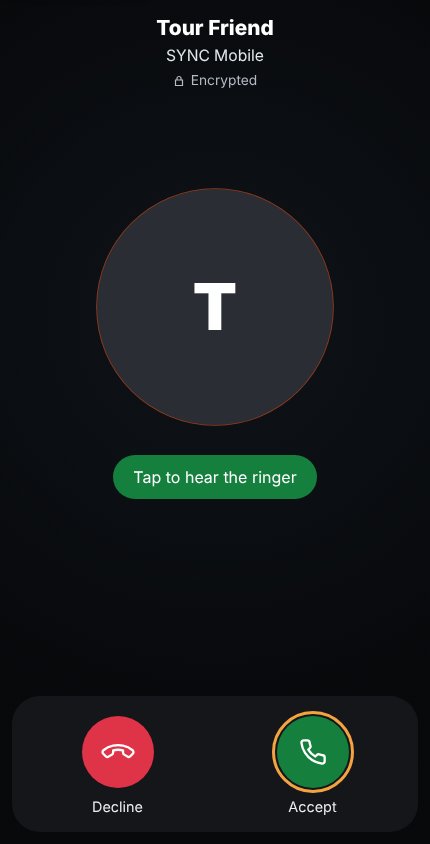 Tour Friend
SYNC Mobile
Encrypted
T
Tap to hear the ringer
Decline
Accept